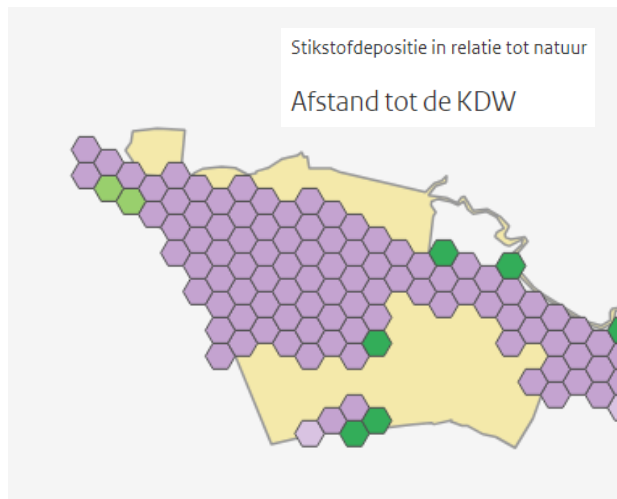 Stikstofdepositie in relatie tot natuur
Afstand tot de KDW